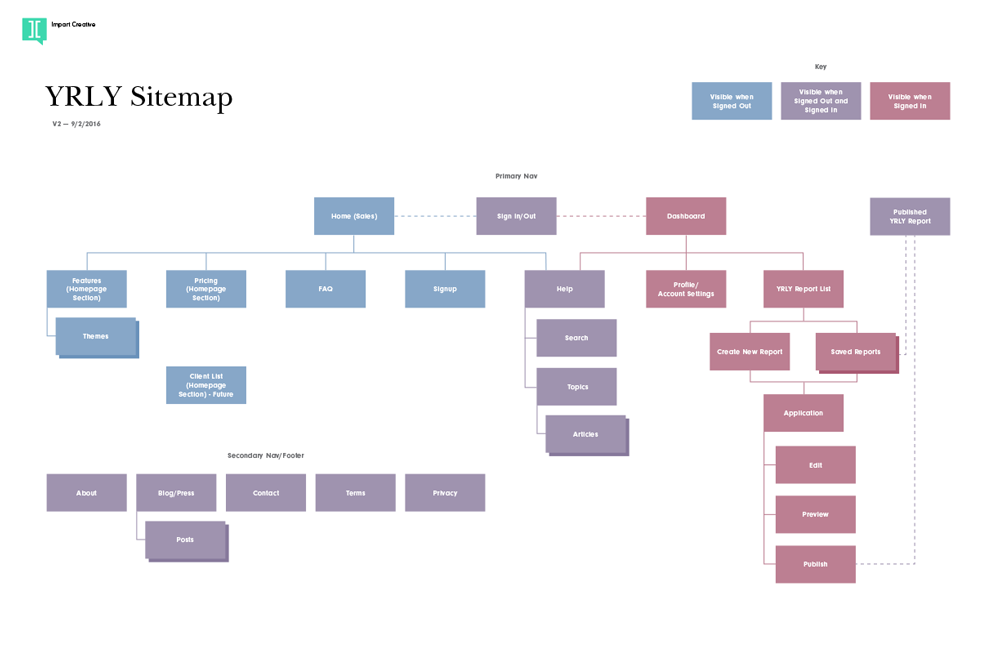 Impart Creative
Key
YRLY Sitemap
V2 — 9/2/2016
Visible when
Signed Out
Visible when
Signed Out and
Signed In
Visible when
Signed In
Primary Nav
Home (Sales)
Sign In/Out
Dashboard
Published
YRLY Report
Features
(Homepage
Section)
Pricing
(Homepage
Section)
FAQ
Signup
Help
Profile/
Account Settings
YRLY Report List
Themes
Search
Create New Report
Saved Reports
Client List
(Homepage
Section) - Future
Topics
Application
Articles
Secondary Nav/Footer
Edit
About
Blog/Press
Contact
Terms
Privacy
Preview
Posts
Publish